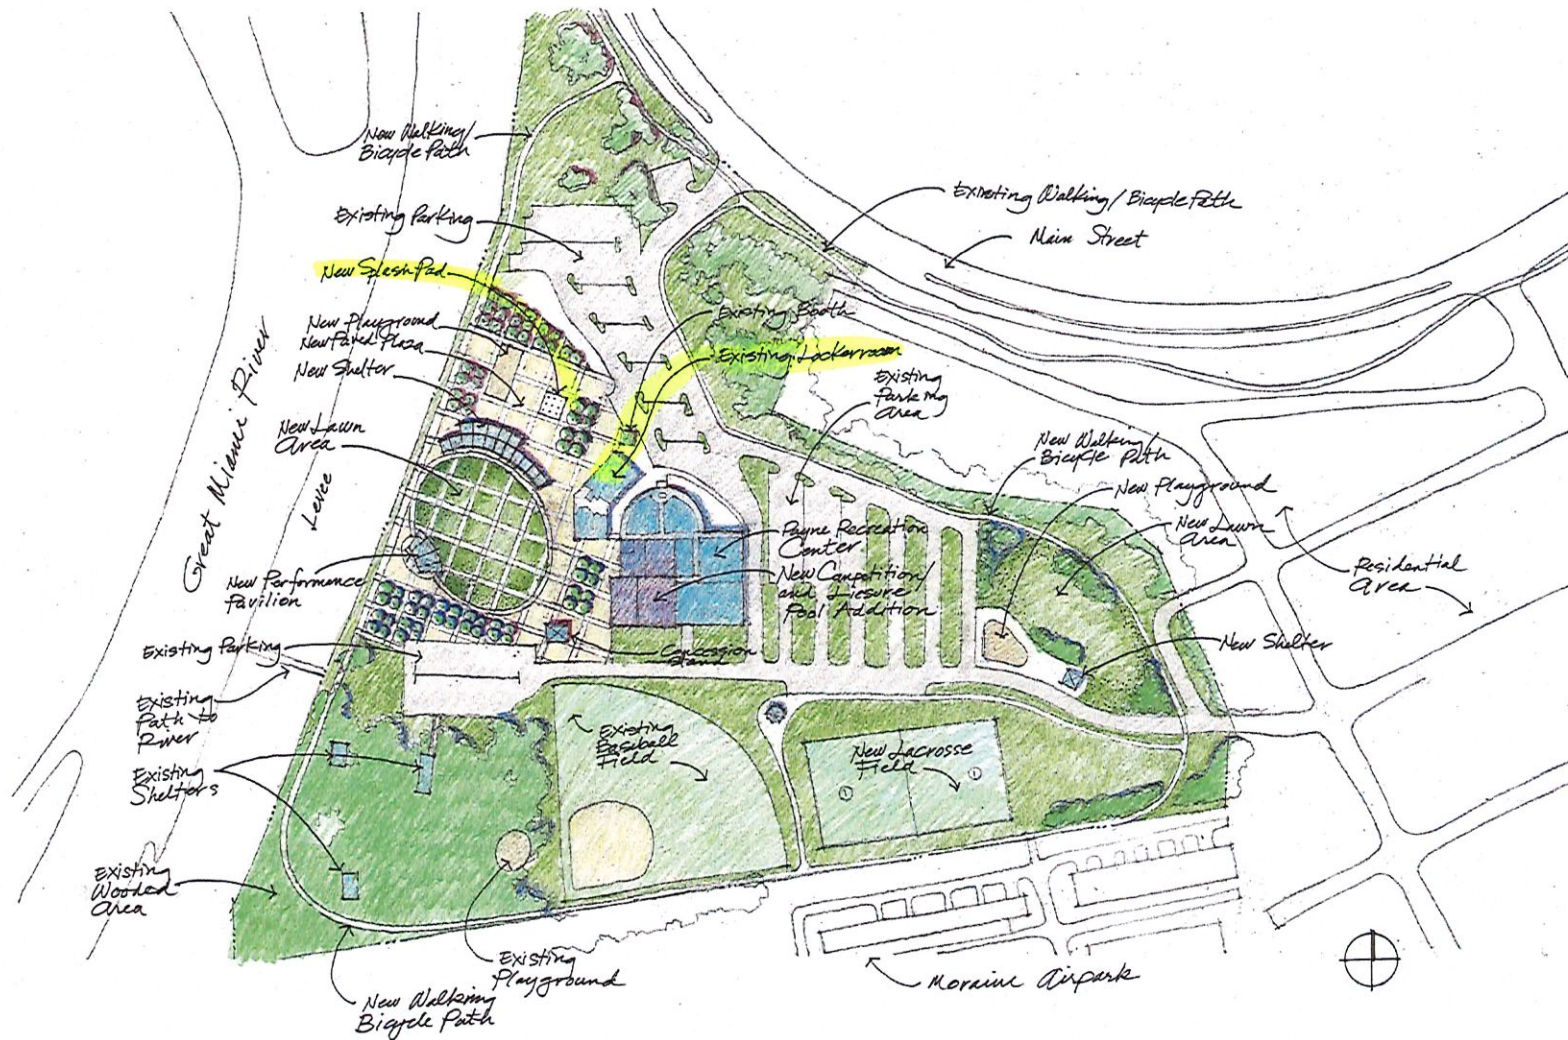 New Walking/
Bicycle Path
Existing Parking
New Splash Pad
New Playground
New Paved Plaza
New Shelter
New Lawn
Area
Great Miami River
Levee
New Performance
Pavilion
Existing Parking
Existing
Path to
River
Existing
Shelters
Existing
Wooded
Area
New Walking
Bicycle Path
Existing
Playground
Existing Walking/Bicycle Path
Main Street
Existing Booth
Existing Lockerroom
Existing
Parking
Area
New Walking/
Bicycle Path
New Playground
New Lawn
Area
Residential
Area
Payne Recreation
Center
New Competition/
and Liesure
Pool Addition
Concession
Stand
New Shelter
Existing
Baseball
Field
New Lacrosse
Field
Moraine Airpark